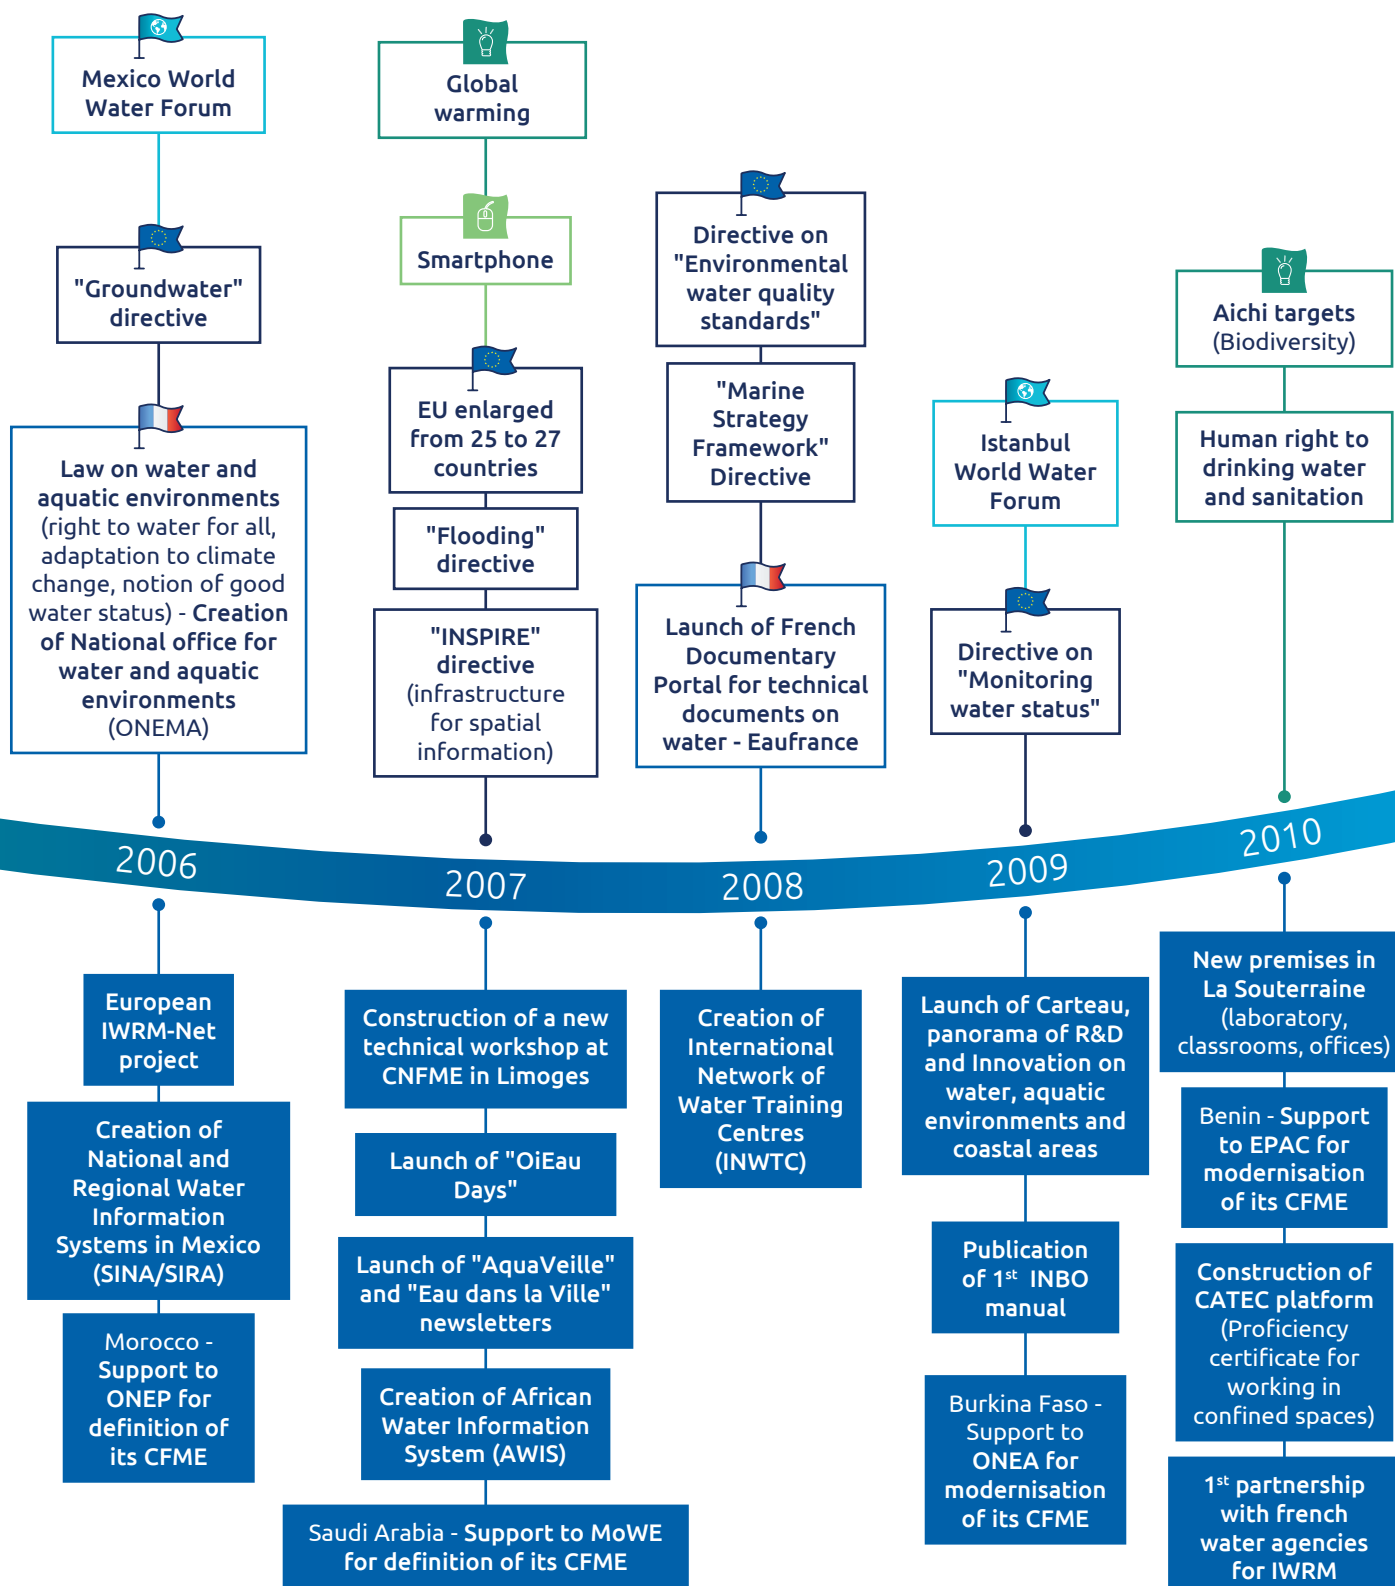 Mexico World
Water Forum
"Groundwater"
directive
Law on water and
aquatic environments
(right to water for all,
adaptation to climate
change, notion of good
water status) - Creation
of National office for
water and aquatic
environments
(ONEMA)
Global
warming
Smartphone
EU enlarged
from 25 to 27
countries
"Flooding"
directive
"INSPIRE"
directive
(infrastructure
for spatial
information)
Directive on
"Environmental
water quality
standards"
"Marine
Strategy
Framework"
Directive
Launch of French
Documentary
Portal for technical
documents on
water - Eaufrance
Istanbul
World Water
Forum
Directive on
"Monitoring
water status"
Aichi targets
(Biodiversity)
Human right to
drinking water
and sanitation
2006
2007
2008
2009
2010
European
IWRM-Net
project
Creation of
National and
Regional Water
Information
Systems in Mexico
(SINA/SIRA)
Morocco -
Support to
ONEP for
definition of
its CFME
Construction of a new
technical workshop at
CNFME in Limoges
Launch of "OiEau
Days"
Launch of "AquaVeille"
and "Eau dans la Ville"
newsletters
Creation of African
Water Information
System (AWIS)
Saudi Arabia - Support to MoWE
for definition of its CFME
Creation of
International
Network of
Water Training
Centres
(INWTC)
Launch of Carteau,
panorama of R&D
and Innovation on
water, aquatic
environments and
coastal areas
Publication
of 1st INBO
manual
Burkina Faso -
Support to
ONEA for
modernisation
of its CFME
New premises in
La Souterraine
(laboratory,
classrooms, offices)
Benin - Support
to EPAC for
modernisation
of its CFME
Construction of
CATEC platform
(Proficiency
certificate for
working in
confined spaces)
1st partnership
with french
water agencies
for IWRM